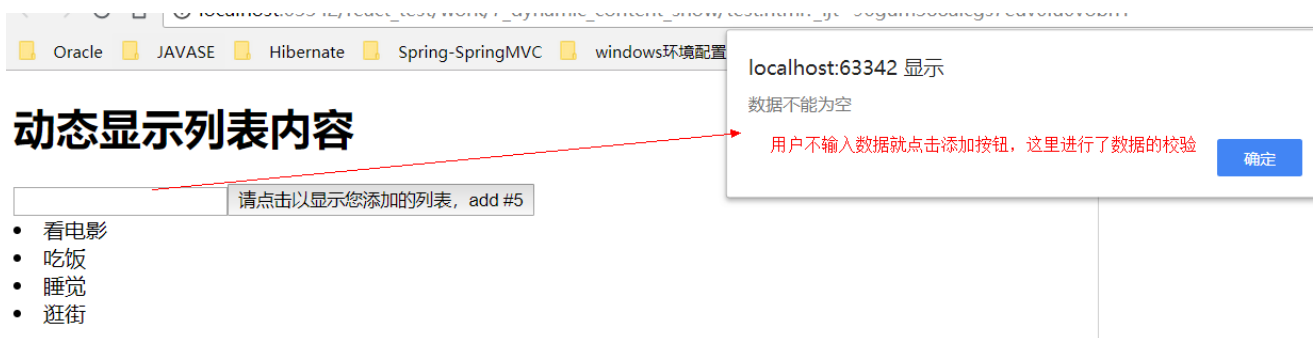 Oracle JAVASE Hibernate Spring-SpringMVC windows环境配置
localhost:63342 显示
数据不能为空
用户不输入数据就点击添加按钮，这里进行了数据的校验
确定
动态显示列表内容
请点击以显示您添加的列表，add #5
看电影
吃饭
睡觉
逛街